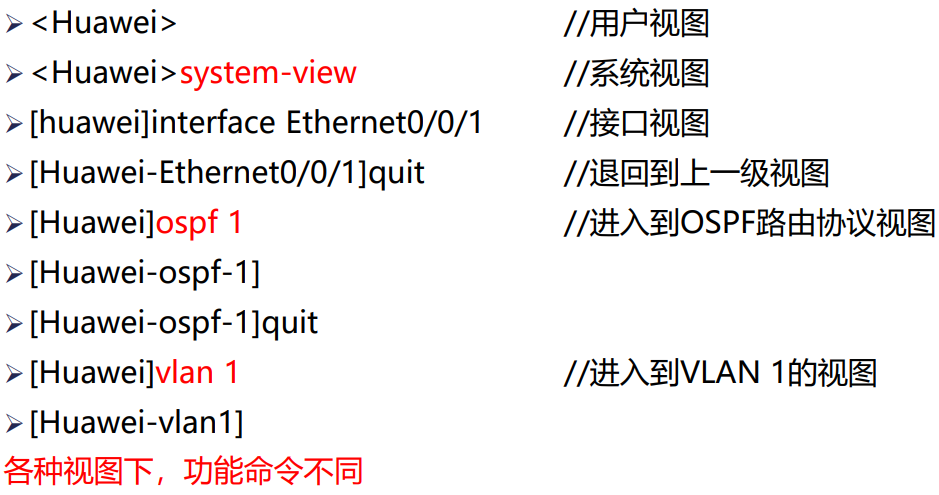 ➢<Huawei> //用户视图
➢<Huawei>system-view //系统视图
➢[huawei]interface Ethernet0/0/1 //接口视图
➢[Huawei-Ethernet0/0/1]quit //退回到上一级视图
➢[Huawei]ospf 1 //进入到OSPF路由协议视图
➢[Huawei-ospf-1]
➢[Huawei-ospf-1]quit
➢[Huawei]vlan 1 //进入到VLAN 1的视图
➢[Huawei-vlan1]
各种视图下，功能命令不同